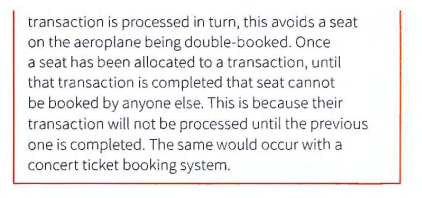 transaction is processed in turn, this avoids a seat
on the aeroplane being double-booked. Once
a seat has been allocated to a transaction, until
that transaction is completed that seat cannot
be booked by anyone else. This is because their
transaction will not be processed until the previous
one is completed. The same would occur with a
concert ticket booking system.